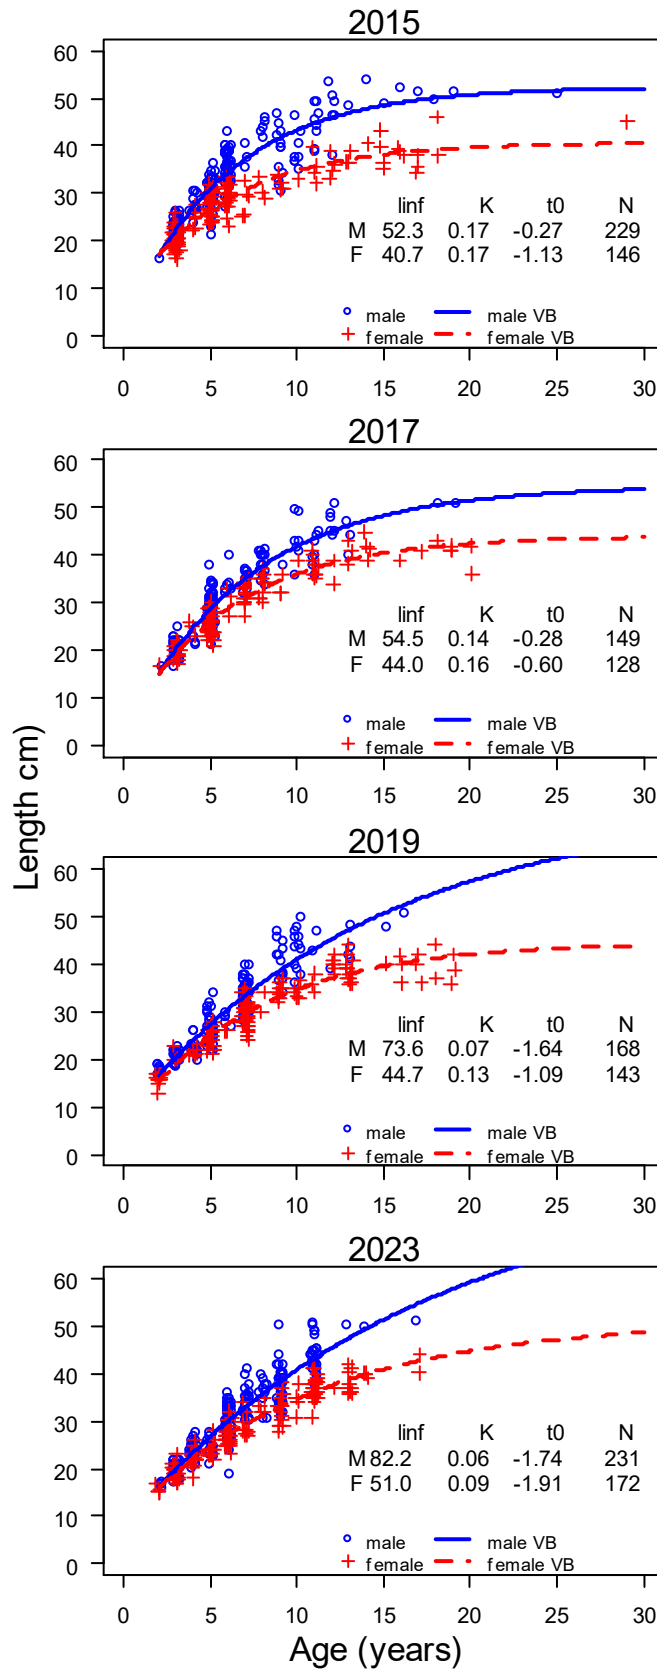 2015
60
50
40
30
20
10
0
linf K t0 N
M 52.3 0.17 -0.27 229
F 40.7 0.17 -1.13 146
male male VB
female female VB
0 5 10 15 20 25 30
2017
60
50
40
30
20
10
0
linf K t0 N
M 54.5 0.14 -0.28 149
F 44.0 0.16 -0.60 128
male male VB
female female VB
0 5 10 15 20 25 30
Length cm)
2019
60
50
40
30
20
10
0
linf K t0 N
M 73.6 0.07 -1.64 168
F 44.7 0.13 -1.09 143
male male VB
female female VB
0 5 10 15 20 25 30
2023
60
50
40
30
20
10
0
linf K t0 N
M 82.2 0.06 -1.74 231
F 51.0 0.09 -1.91 172
male male VB
female female VB
0 5 10 15 20 25 30
Age (years)